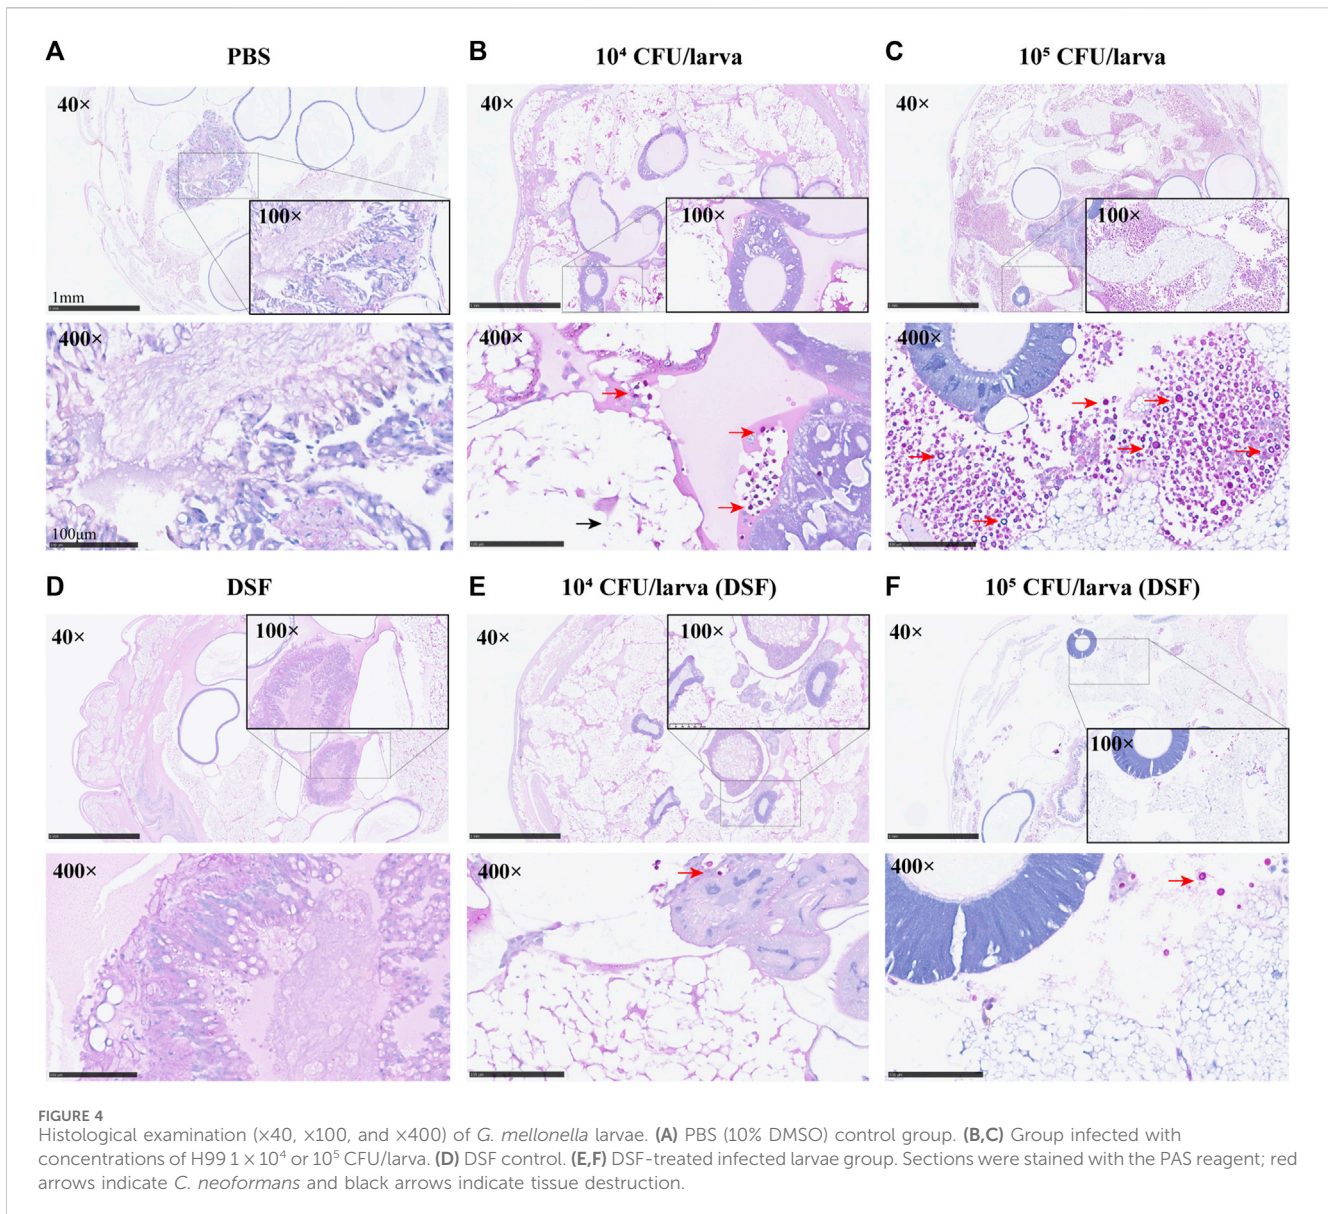 A
PBS
40×
100×
1mm
400×
100μm
B
10⁴ CFU/larva
40×
100×
400×
C
10⁵ CFU/larva
40×
100×
400×
D
DSF
40×
100×
400×
E
10⁴ CFU/larva (DSF)
40×
100×
400×
F
10⁵ CFU/larva (DSF)
40×
100×
400×
FIGURE 4
Histological examination (×40, ×100, and ×400) of G. mellonella larvae. (A) PBS (10% DMSO) control group. (B,C) Group infected with
concentrations of H99 1 × 10⁴ or 10⁵ CFU/larva. (D) DSF control. (E,F) DSF-treated infected larvae group. Sections were stained with the PAS reagent; red
arrows indicate C. neoformans and black arrows indicate tissue destruction.